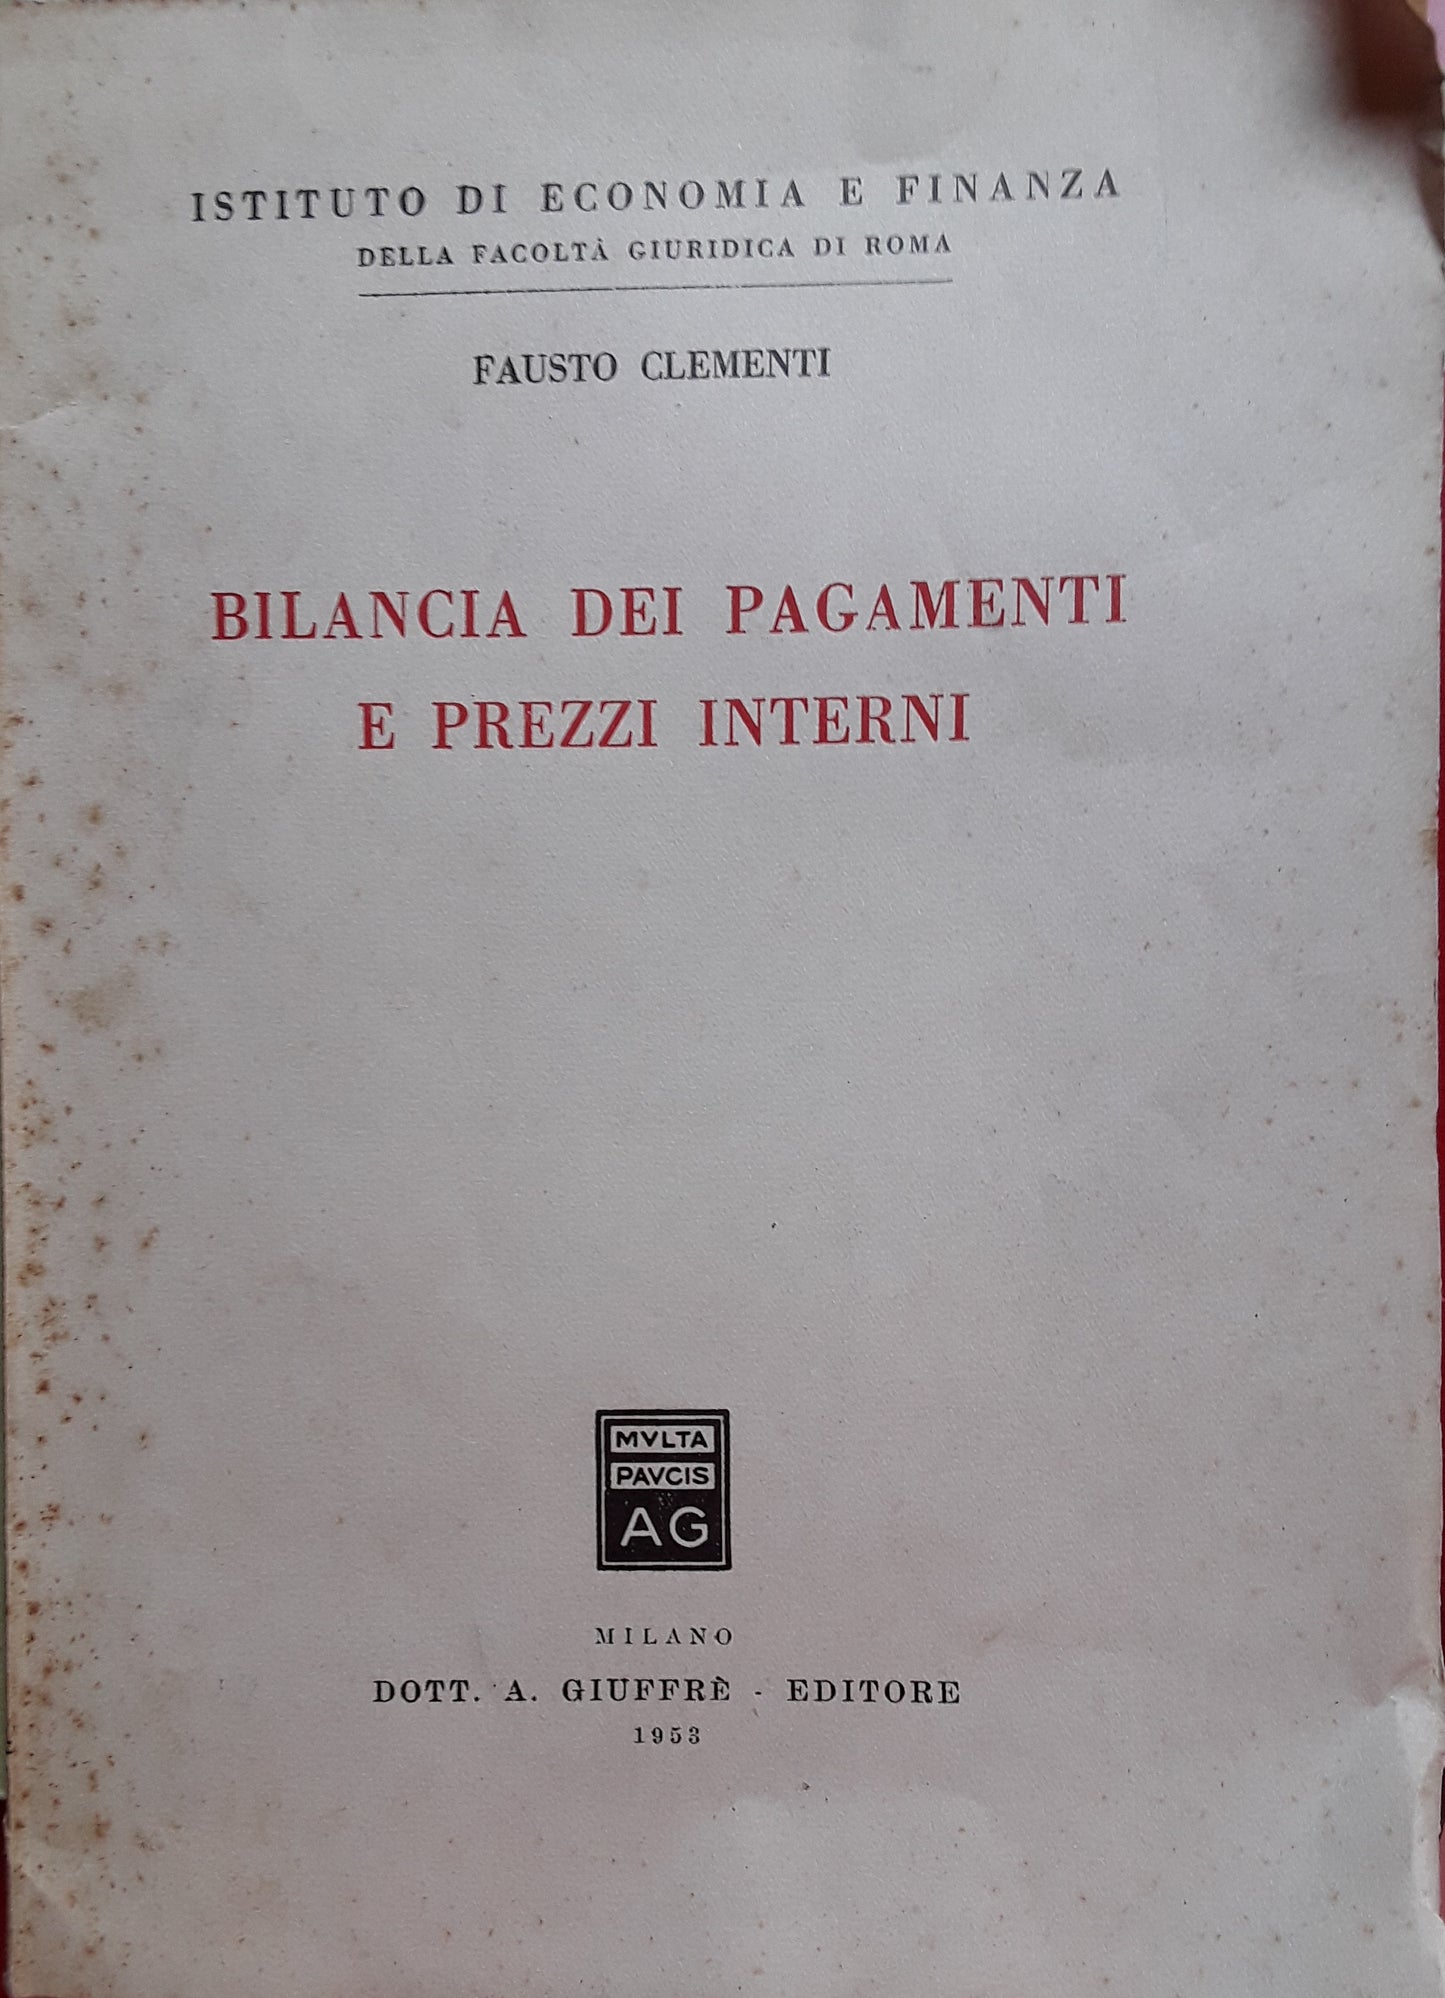 ISTITUTO DI ECONOMIA E FINANZA
DELLA FACOLTÀ GIURIDICA DI ROMA
FAUSTO CLEMENTI
BILANCIA DEI PAGAMENTI
E PREZZI INTERNI
MVLTA
PAVCIS
AG
MILANO
DOTT. A. GIUFFRÈ - EDITORE
1953